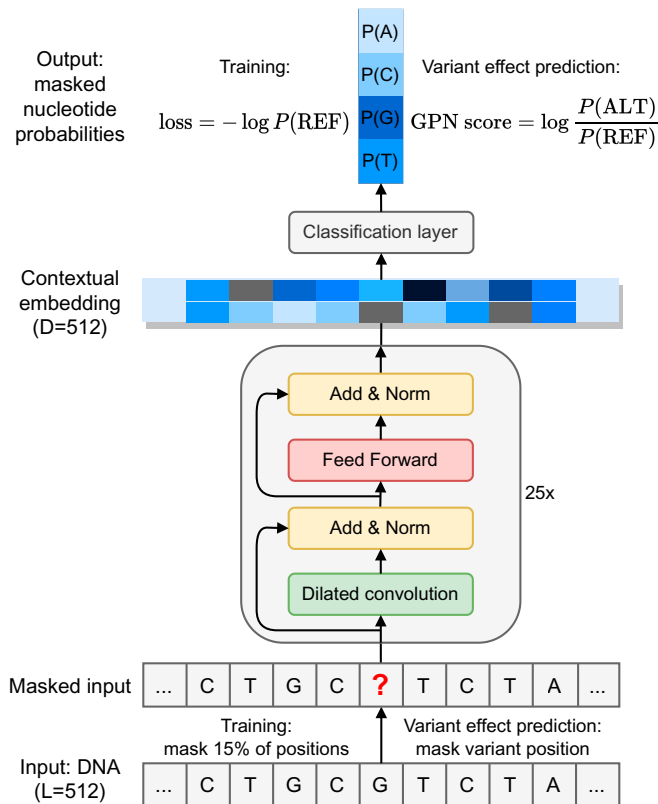 Output:
masked
nucleotide
probabilities
Training:
loss = − log P(REF)
P(A)
P(C)
P(G)
P(T)
Variant effect prediction:
GPN score = log P(ALT) / P(REF)
Classification layer
Contextual
embedding
(D=512)
Add & Norm
Feed Forward
25x
Add & Norm
Dilated convolution
Masked input
... C T G C ? T C T A ...
Training:
mask 15% of positions
Variant effect prediction:
mask variant position
Input: DNA
(L=512)
... C T G C G T C T A ...